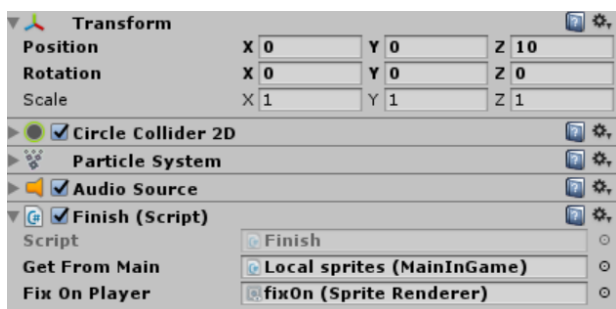 Transform
Position X 0 Y 0 Z 10
Rotation X 0 Y 0 Z 0
Scale X 1 Y 1 Z 1
Circle Collider 2D
Particle System
Audio Source
Finish (Script)
Script Finish
Get From Main Local sprites (MainInGame)
Fix On Player fixOn (Sprite Renderer)